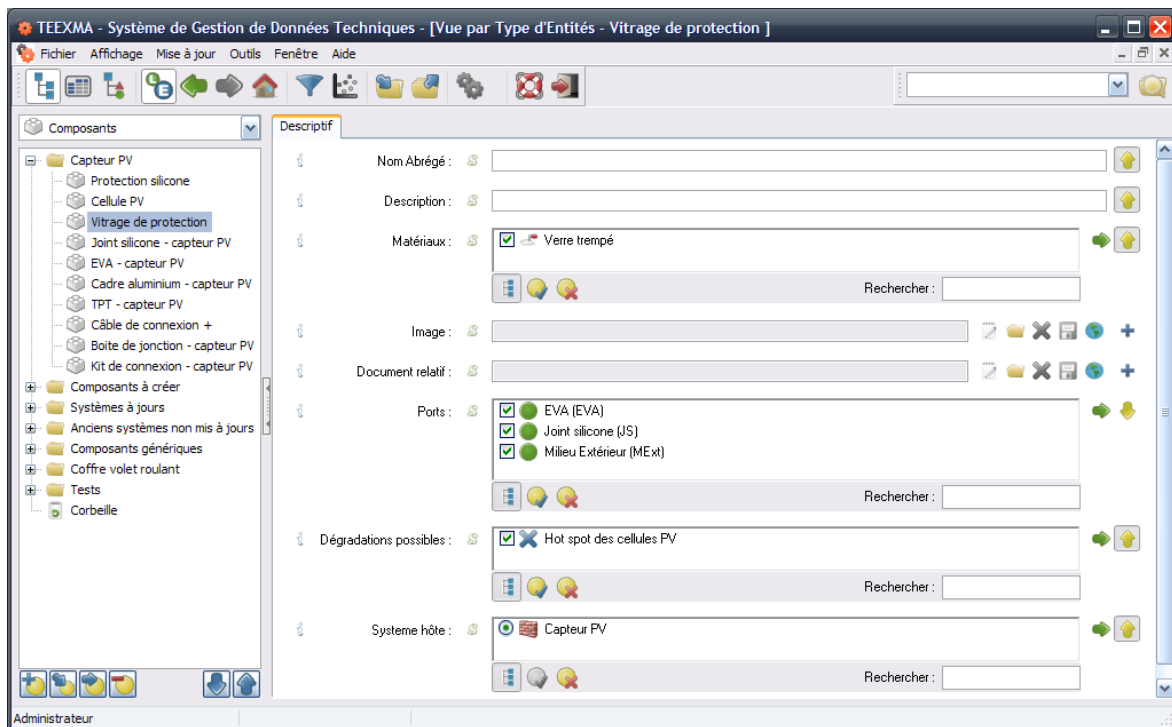 TEEXMA - Système de Gestion de Données Techniques - [Vue par Type d'Entités - Vitrage de protection ]
Fichier Affichage Mise à jour Outils Fenêtre Aide
Composants
Capteur PV
Protection silicone
Cellule PV
Vitrage de protection
Joint silicone - capteur PV
EVA - capteur PV
Cadre aluminium - capteur PV
TPT - capteur PV
Câble de connexion +
Boite de jonction - capteur PV
Kit de connexion - capteur PV
Composants à créer
Systèmes à jours
Anciens systèmes non mis à jours
Composants génériques
Coffre volet roulant
Tests
Corbeille
Descriptif
Nom Abrégé :
Description :
Matériaux :
Verre trempé
Rechercher :
Image :
Document relatif :
Ports :
EVA (EVA)
Joint silicone (JS)
Milieu Extérieur (MExt)
Rechercher :
Dégradations possibles :
Hot spot des cellules PV
Rechercher :
Systeme hôte :
Capteur PV
Rechercher :
Administrateur